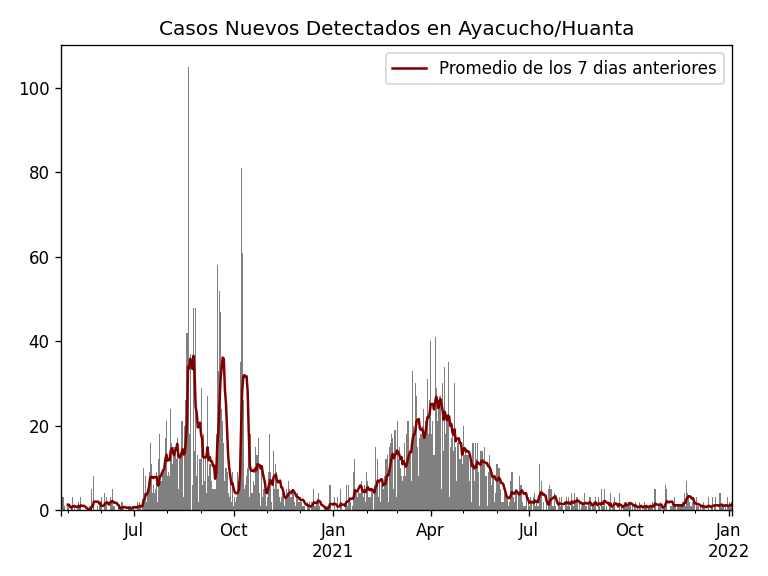 Casos Nuevos Detectados en Ayacucho/Huanta
Promedio de los 7 dias anteriores
100
80
60
40
20
0
Jul
Oct
Jan
2021
Apr
Jul
Oct
Jan
2022